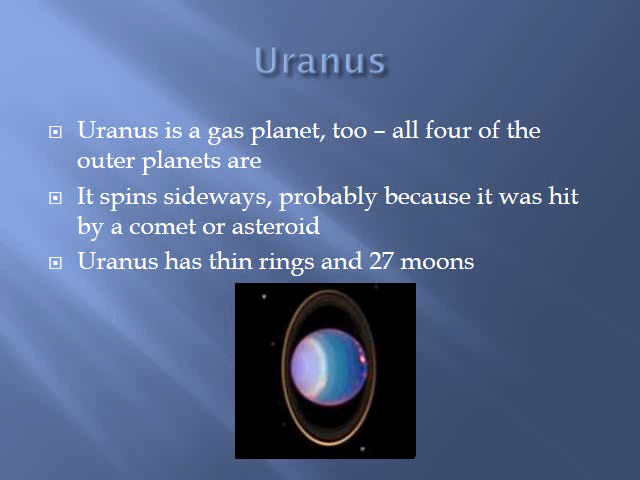 Uranus
Uranus is a gas planet, too – all four of the
outer planets are
It spins sideways, probably because it was hit
by a comet or asteroid
Uranus has thin rings and 27 moons